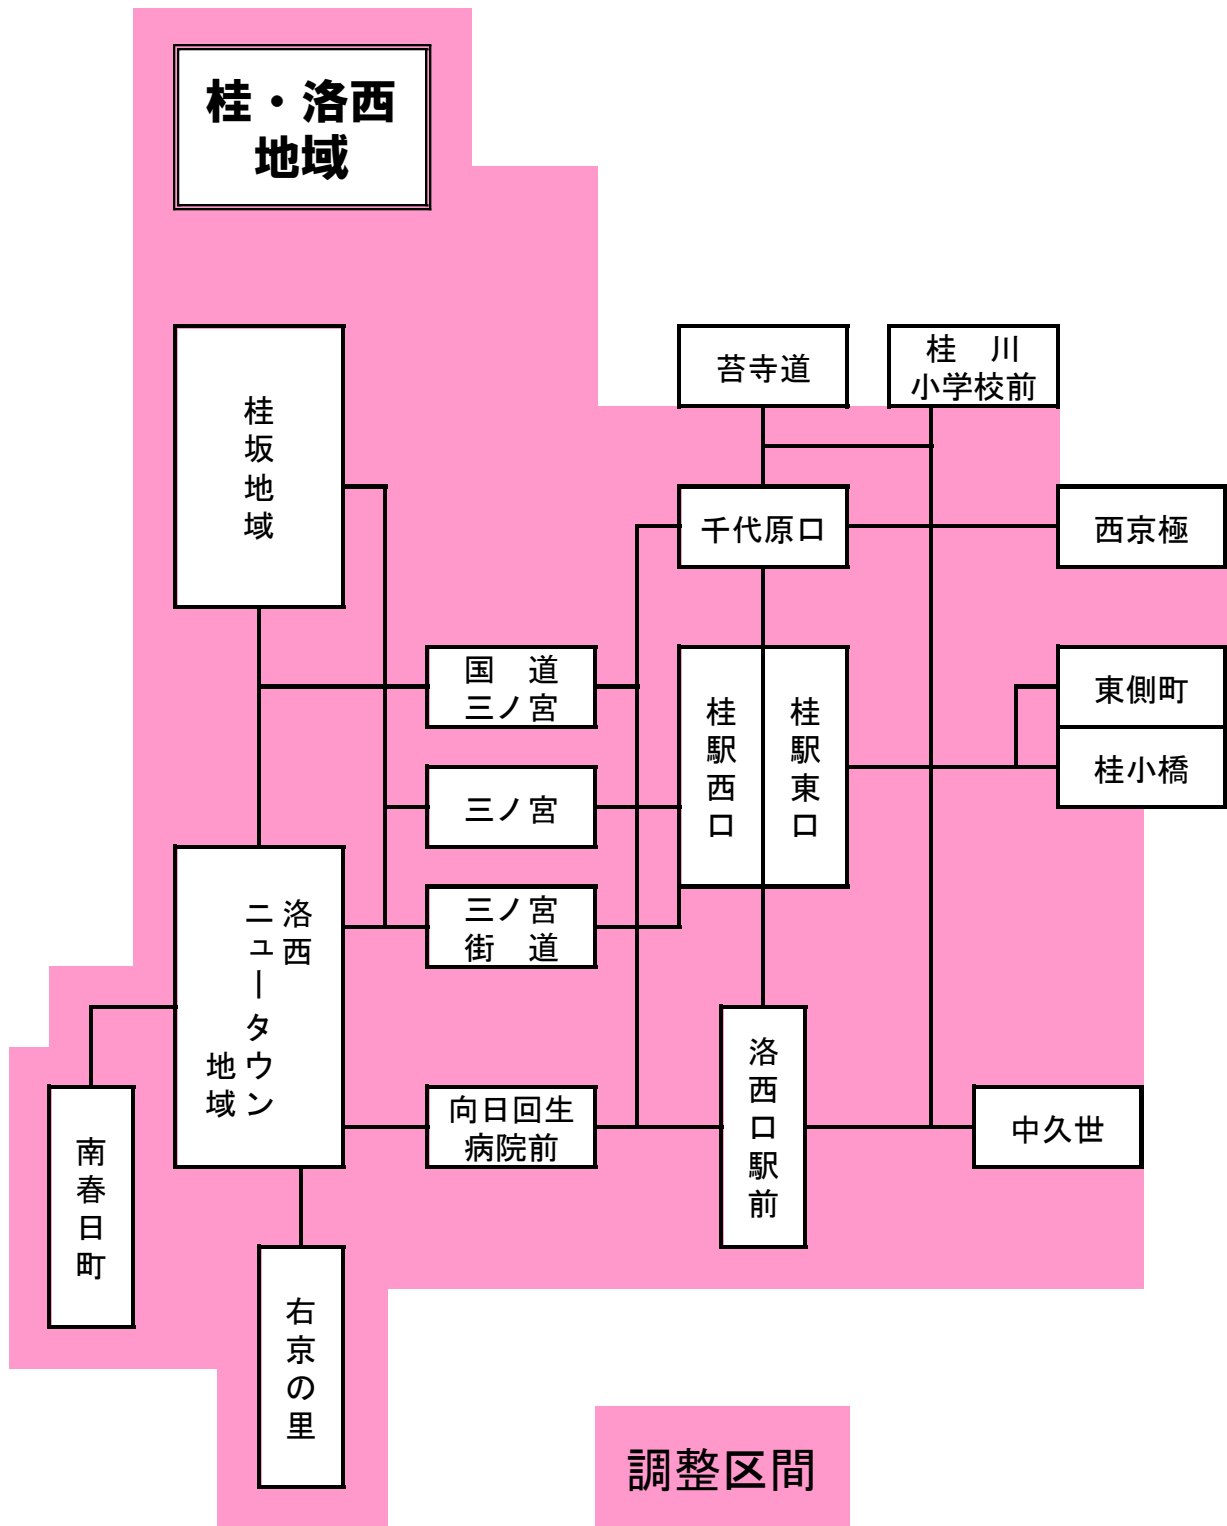 桂・洛西
地域
苔寺道
桂　川
小学校前
桂坂地域
千代原口
西京極
国　道
三ノ宮
桂駅西口
桂駅東口
東側町
桂小橋
三ノ宮
三ノ宮
街　道
洛西
ニュータウン
地域
向日回生
病院前
洛西口駅前
中久世
南春日町
右京の里
調整区間